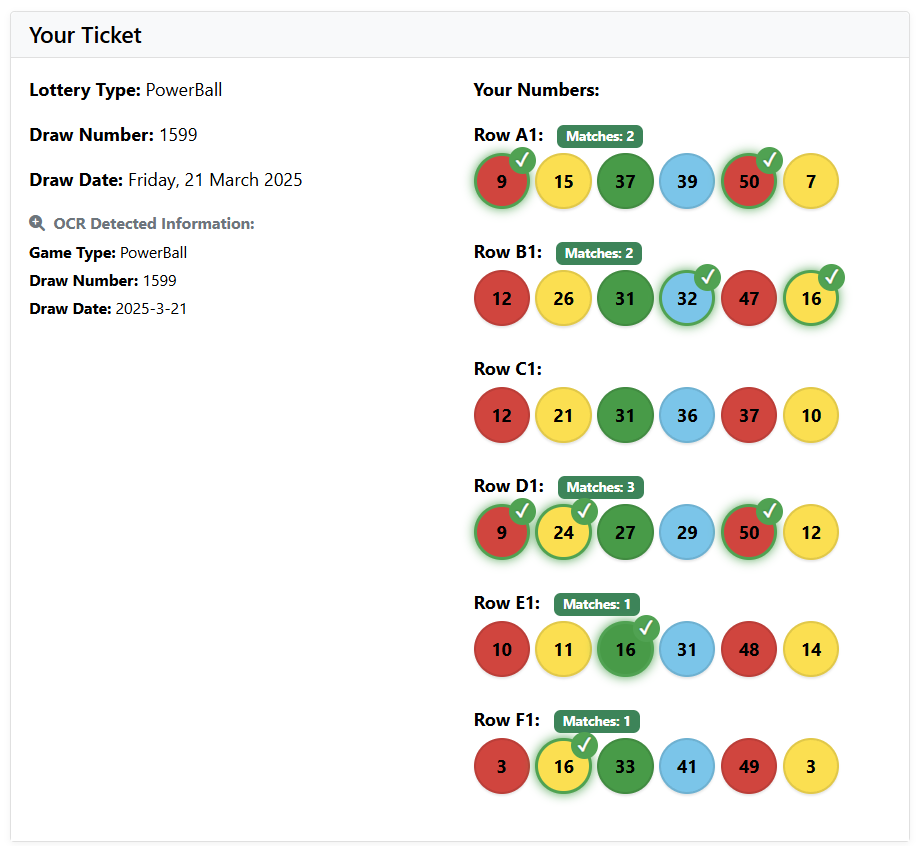 Your Ticket
Lottery Type: PowerBall
Draw Number: 1599
Draw Date: Friday, 21 March 2025
OCR Detected Information:
Game Type: PowerBall
Draw Number: 1599
Draw Date: 2025-3-21
Your Numbers:
Row A1: Matches: 2
9 15 37 39 50 7
Row B1: Matches: 2
12 26 31 32 47 16
Row C1:
12 21 31 36 37 10
Row D1: Matches: 3
9 24 27 29 50 12
Row E1: Matches: 1
10 11 16 31 48 14
Row F1: Matches: 1
3 16 33 41 49 3